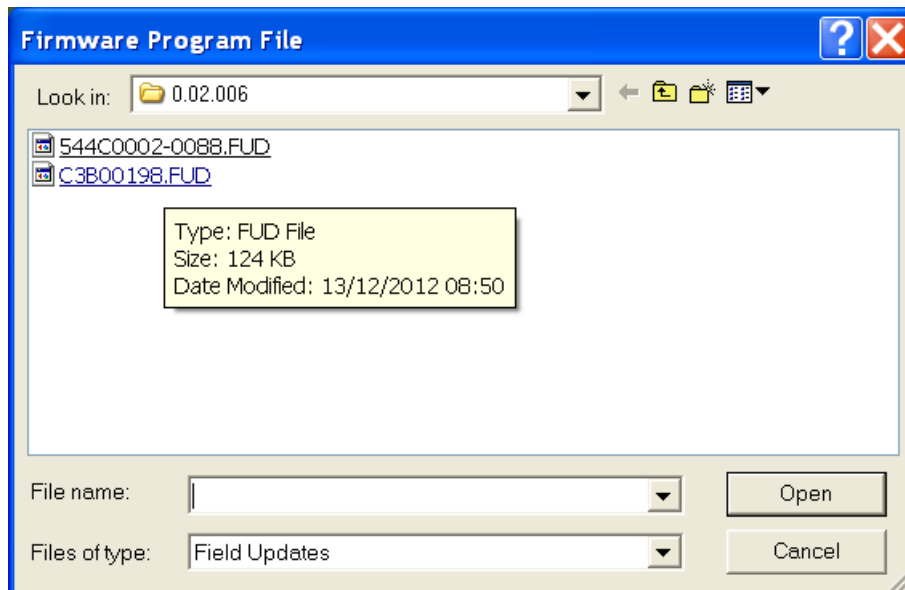 Firmware Program File
Look in: 0.02.006
544C0002-0088.FUD
C3B00198.FUD
Type: FUD File
Size: 124 KB
Date Modified: 13/12/2012 08:50
File name: Open
Files of type: Field Updates Cancel